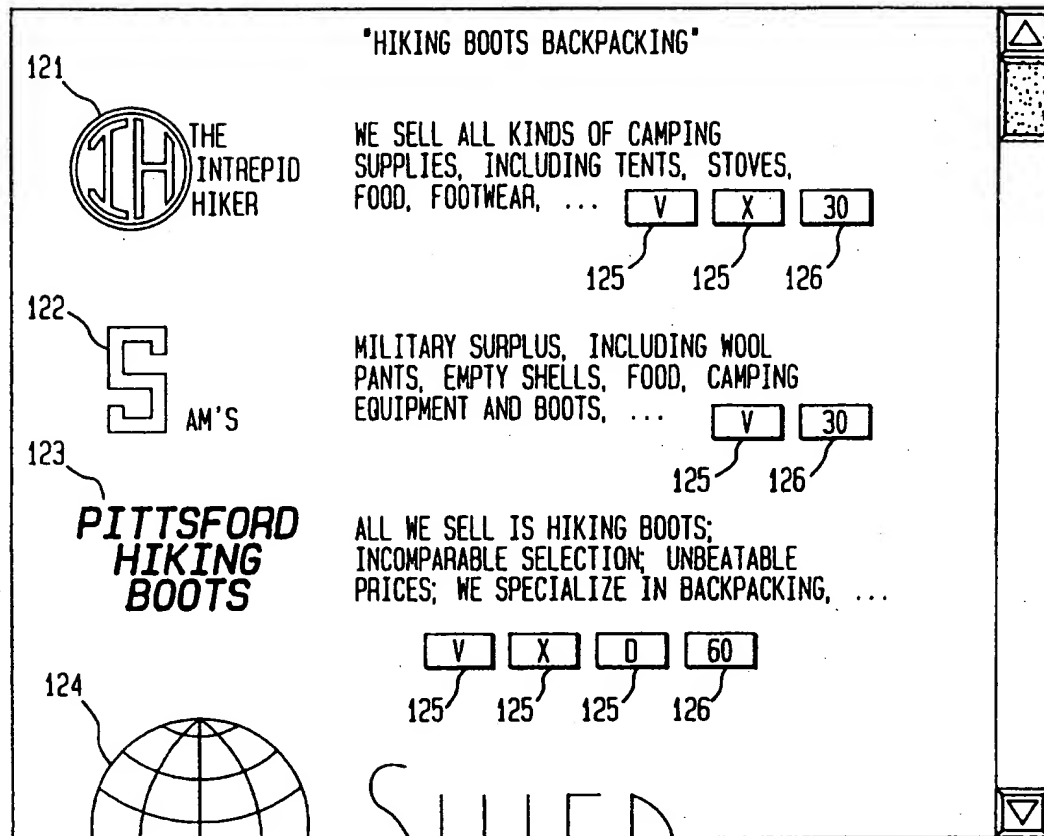 "HIKING BOOTS BACKPACKING"
121
IH THE INTREPID HIKER
WE SELL ALL KINDS OF CAMPING
SUPPLIES, INCLUDING TENTS, STOVES,
FOOD, FOOTWEAR, ... V X 30
125 125 126
122
SAM'S
MILITARY SURPLUS, INCLUDING WOOL
PANTS, EMPTY SHELLS, FOOD, CAMPING
EQUIPMENT AND BOOTS, ... V 30
125 126
123
PITTSFORD
HIKING
BOOTS
ALL WE SELL IS HIKING BOOTS;
INCOMPARABLE SELECTION; UNBEATABLE
PRICES; WE SPECIALIZE IN BACKPACKING, ...
V X D 60
125 125 125 126
124